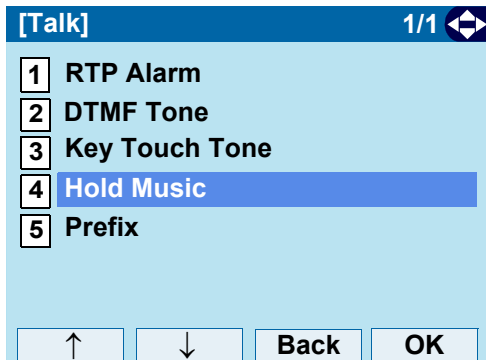 [Talk] 1/1
1 RTP Alarm
2 DTMF Tone
3 Key Touch Tone
4 Hold Music
5 Prefix
↑ ↓ Back OK